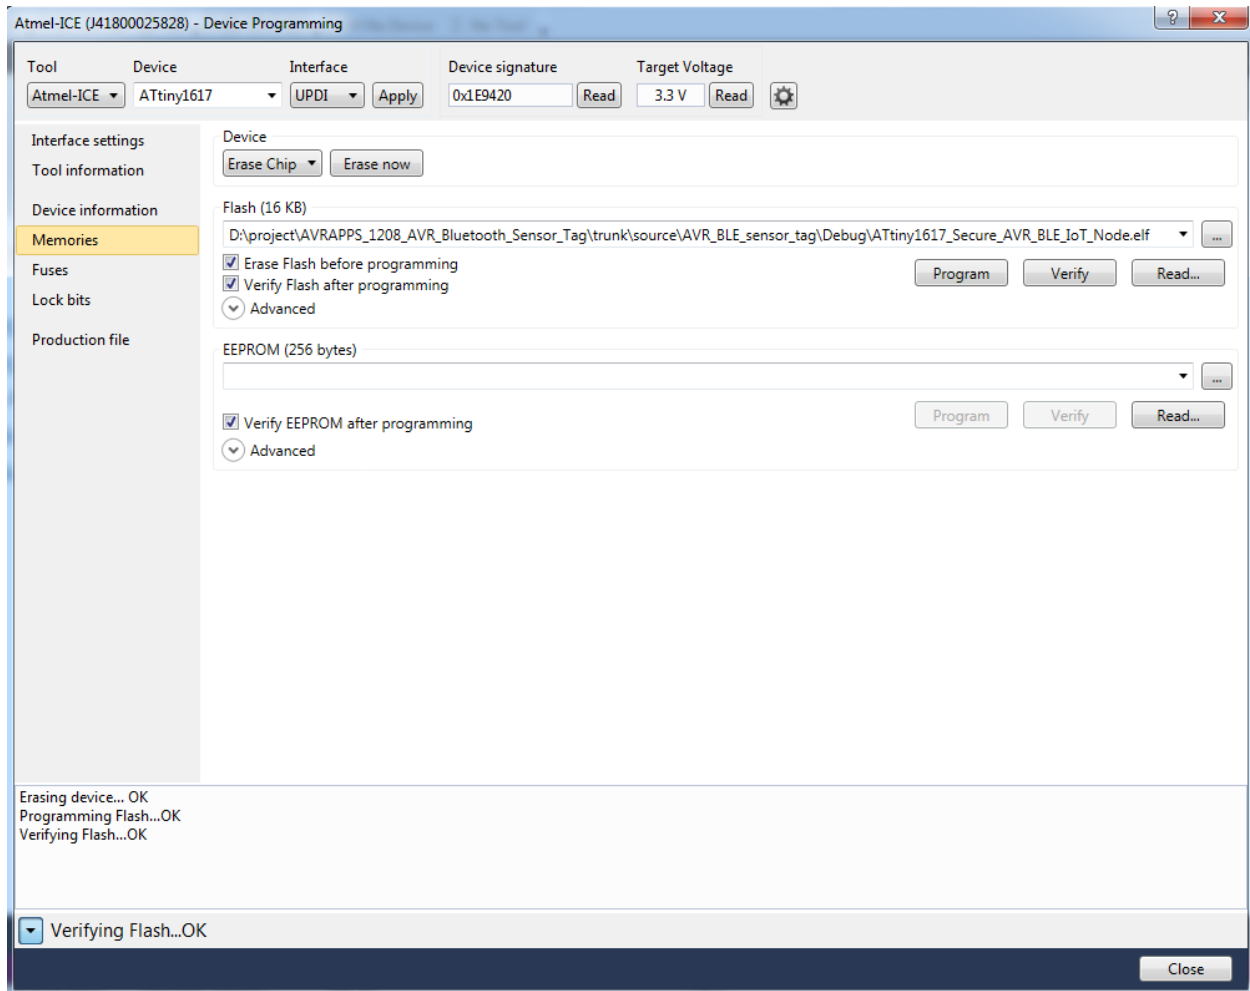 Atmel-ICE (J41800025828) - Device Programming
Tool Device Interface Device signature Target Voltage
Atmel-ICE ATtiny1617 UPDI Apply 0x1E9420 Read 3.3 V Read
Interface settings
Tool information
Device information
Memories
Fuses
Lock bits
Production file
Device
Erase Chip Erase now
Flash (16 KB)
D:\project\AVRAPPS_1208_AVR_Bluetooth_Sensor_Tag\trunk\source\AVR_BLE_sensor_tag\Debug\ATtiny1617_Secure_AVR_BLE_IoT_Node.elf ...
Erase Flash before programming
Verify Flash after programming
Program Verify Read...
Advanced
EEPROM (256 bytes)
...
Verify EEPROM after programming
Program Verify Read...
Advanced
Erasing device... OK
Programming Flash...OK
Verifying Flash...OK
Verifying Flash...OK
Close